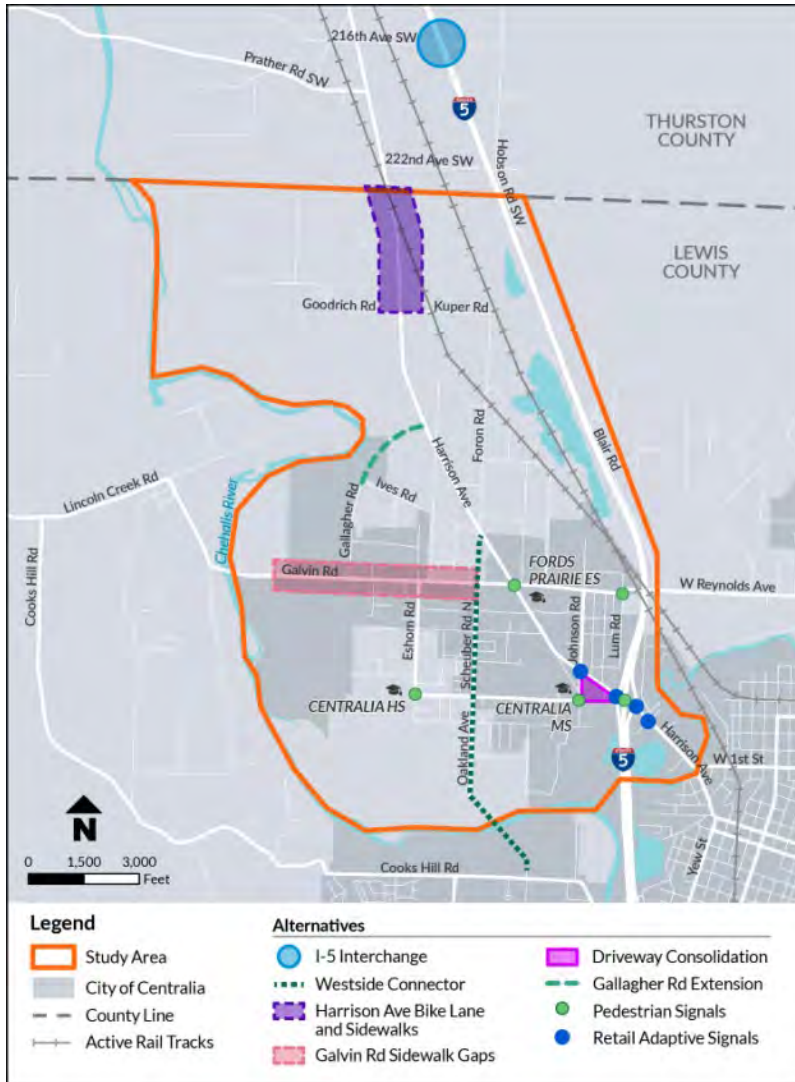 216th Ave SW
Prather Rd SW
5
THURSTON
COUNTY
222nd Ave SW
Hobson Rd SW
LEWIS
COUNTY
Goodrich Rd
Kuper Rd
Harrison Ave
Foron Rd
Blair Rd
Lincoln Creek Rd
Chehalis River
Gallagher Rd
Ives Rd
Cooks Hill Rd
Galvin Rd
FORDS
PRAIRIE ES
W Reynolds Ave
Eshom Rd
Scheuber Rd N
Johnson Rd
Lum Rd
CENTRALIA HS
CENTRALIA
MS
Oakland Ave
Harrison Ave
W 1st St
5
N
0 1,500 3,000
Feet
Cooks Hill Rd
Yew St
Legend
Study Area
City of Centralia
County Line
Active Rail Tracks
Alternatives
I-5 Interchange
Westside Connector
Harrison Ave Bike Lane
and Sidewalks
Galvin Rd Sidewalk Gaps
Driveway Consolidation
Gallagher Rd Extension
Pedestrian Signals
Retail Adaptive Signals